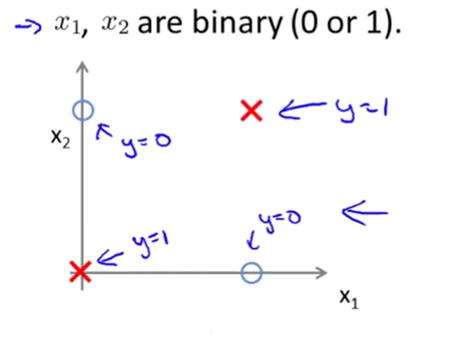 → x₁, x₂ are binary (0 or 1).
x₂
y=0
y=1
y=1
y=0
x₁